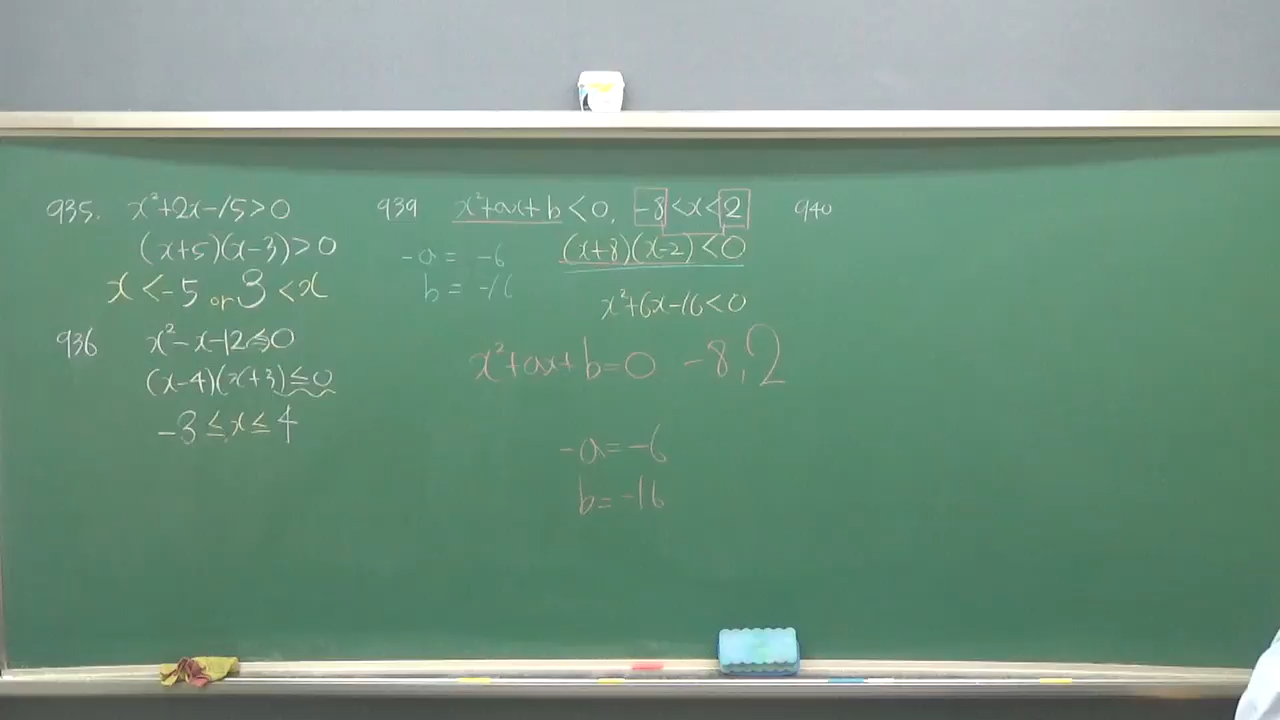 935. x²+2x-15>0
(x+5)(x-3)>0
x<-5 or 3<x
936 x²-x-12≤0
(x-4)(x+3)≤0
-3≤x≤4
939 x²+ax+b<0, -8<x<2
(x+8)(x-2)<0
-a=-6
b=-16
x²+6x-16<0
x²+ax+b=0 -8,2
-a=-6
b=-16
940